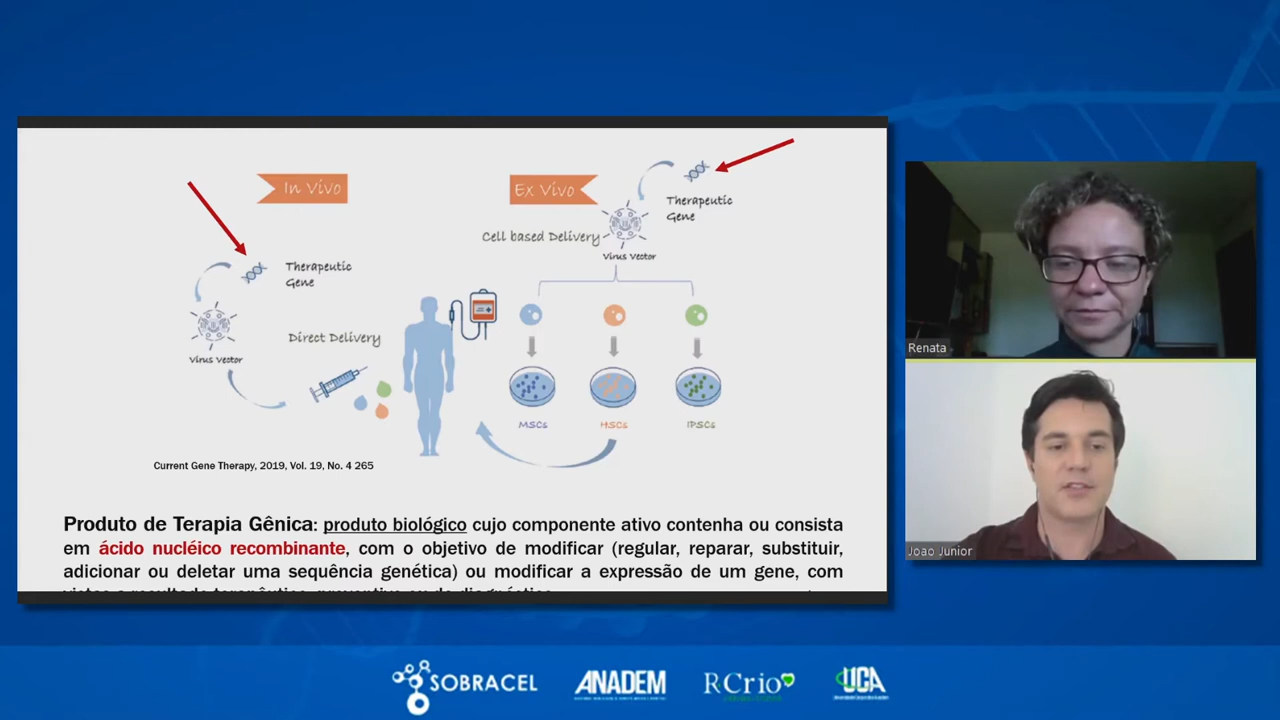 In Vivo
Therapeutic
Gene
Virus Vector
Direct Delivery
Ex Vivo
Therapeutic
Gene
Cell based Delivery
Virus Vector
MSCs
HSCs
iPSCs
Current Gene Therapy, 2019, Vol. 19, No. 4 265
Produto de Terapia Gênica: produto biológico cujo componente ativo contenha ou consista
em ácido nucléico recombinante, com o objetivo de modificar (regular, reparar, substituir,
adicionar ou deletar uma sequência genética) ou modificar a expressão de um gene, com
Renata
Joao Junior
SOBRACEL
ANADEM
RCrio
UCA